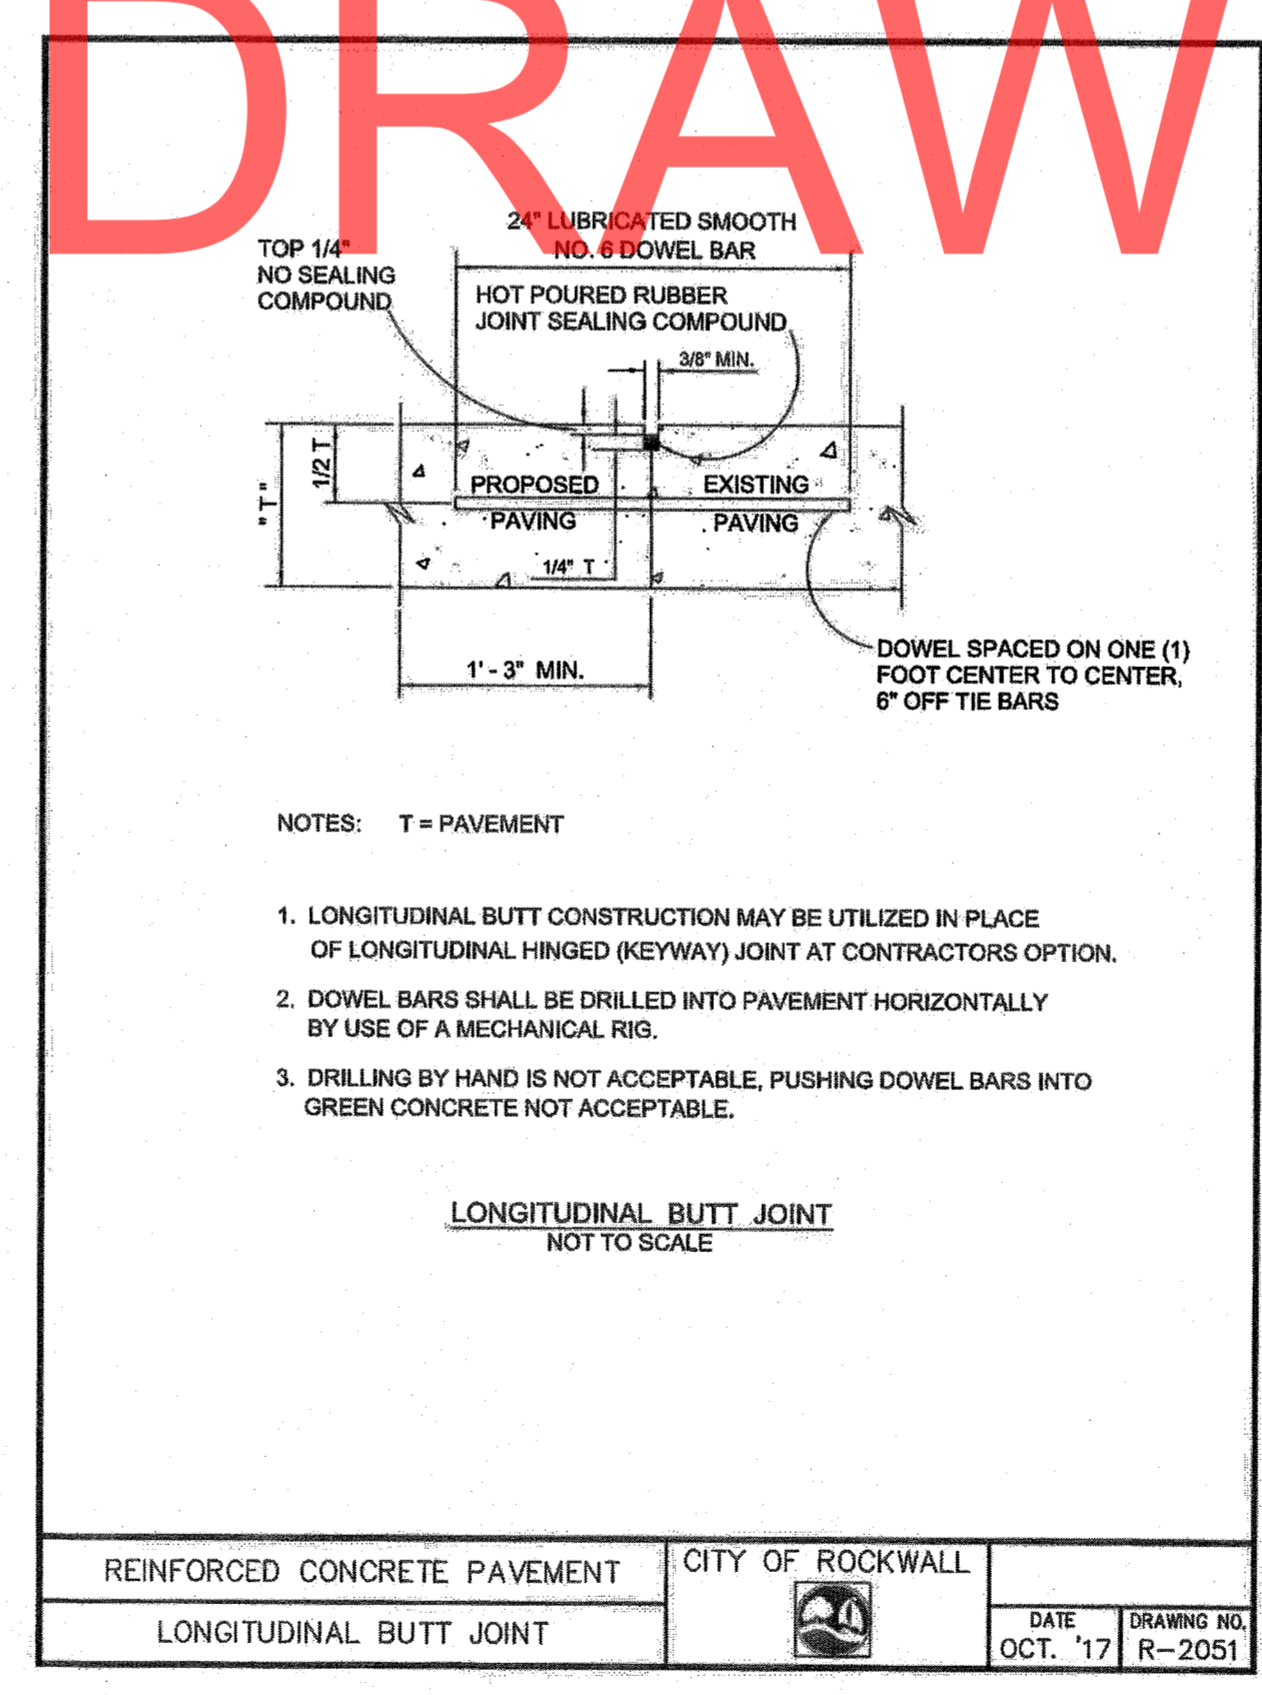 DRAW
24" LUBRICATED SMOOTH
NO. 6 DOWEL BAR
TOP 1/4"
NO SEALING
COMPOUND
HOT POURED RUBBER
JOINT SEALING COMPOUND
3/8" MIN.
1/2 T
"T"
PROPOSED
PAVING
EXISTING
PAVING
1/4" T
1' - 3" MIN.
DOWEL SPACED ON ONE (1)
FOOT CENTER TO CENTER,
6" OFF TIE BARS
NOTES: T = PAVEMENT
1. LONGITUDINAL BUTT CONSTRUCTION MAY BE UTILIZED IN PLACE
OF LONGITUDINAL HINGED (KEYWAY) JOINT AT CONTRACTORS OPTION.
2. DOWEL BARS SHALL BE DRILLED INTO PAVEMENT HORIZONTALLY
BY USE OF A MECHANICAL RIG.
3. DRILLING BY HAND IS NOT ACCEPTABLE, PUSHING DOWEL BARS INTO
GREEN CONCRETE NOT ACCEPTABLE.
LONGITUDINAL BUTT JOINT
NOT TO SCALE
REINFORCED CONCRETE PAVEMENT
LONGITUDINAL BUTT JOINT
CITY OF ROCKWALL
DATE
OCT. '17
DRAWING NO.
R-2051